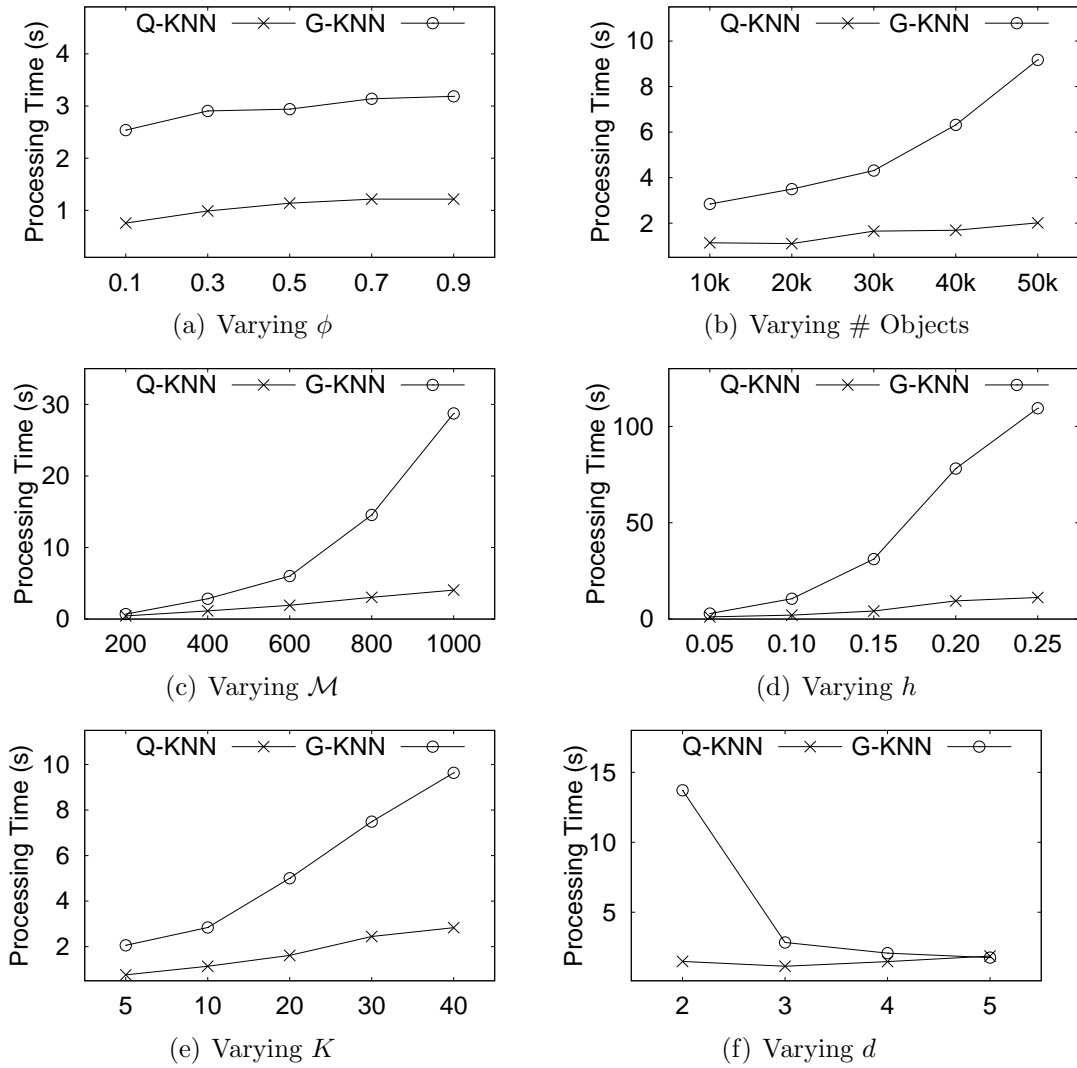 Q-KNN G-KNN
Processing Time (s)
4
3
2
1
0.1 0.3 0.5 0.7 0.9
(a) Varying ϕ
Q-KNN G-KNN
Processing Time (s)
10
8
6
4
2
10k 20k 30k 40k 50k
(b) Varying # Objects
Q-KNN G-KNN
Processing Time (s)
30
20
10
0
200 400 600 800 1000
(c) Varying ℳ
Q-KNN G-KNN
Processing Time (s)
100
50
0
0.05 0.10 0.15 0.20 0.25
(d) Varying h
Q-KNN G-KNN
Processing Time (s)
10
8
6
4
2
5 10 20 30 40
(e) Varying K
Q-KNN G-KNN
Processing Time (s)
15
10
5
2 3 4 5
(f) Varying d